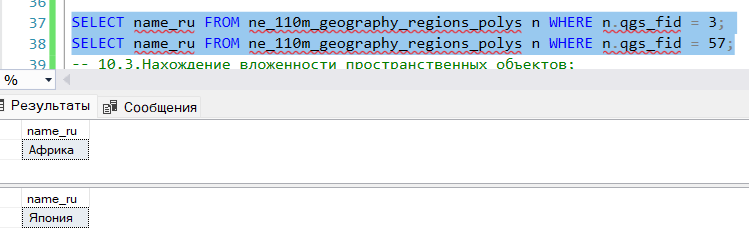 36
37 SELECT name_ru FROM ne_110m_geography_regions_polys n WHERE n.qgs_fid = 3;
38 SELECT name_ru FROM ne_110m_geography_regions_polys n WHERE n.qgs_fid = 57;
39 -- 10.3.Нахождение вложенности пространственных объектов:
%
Результаты Сообщения
name_ru
Африка
name_ru
Япония